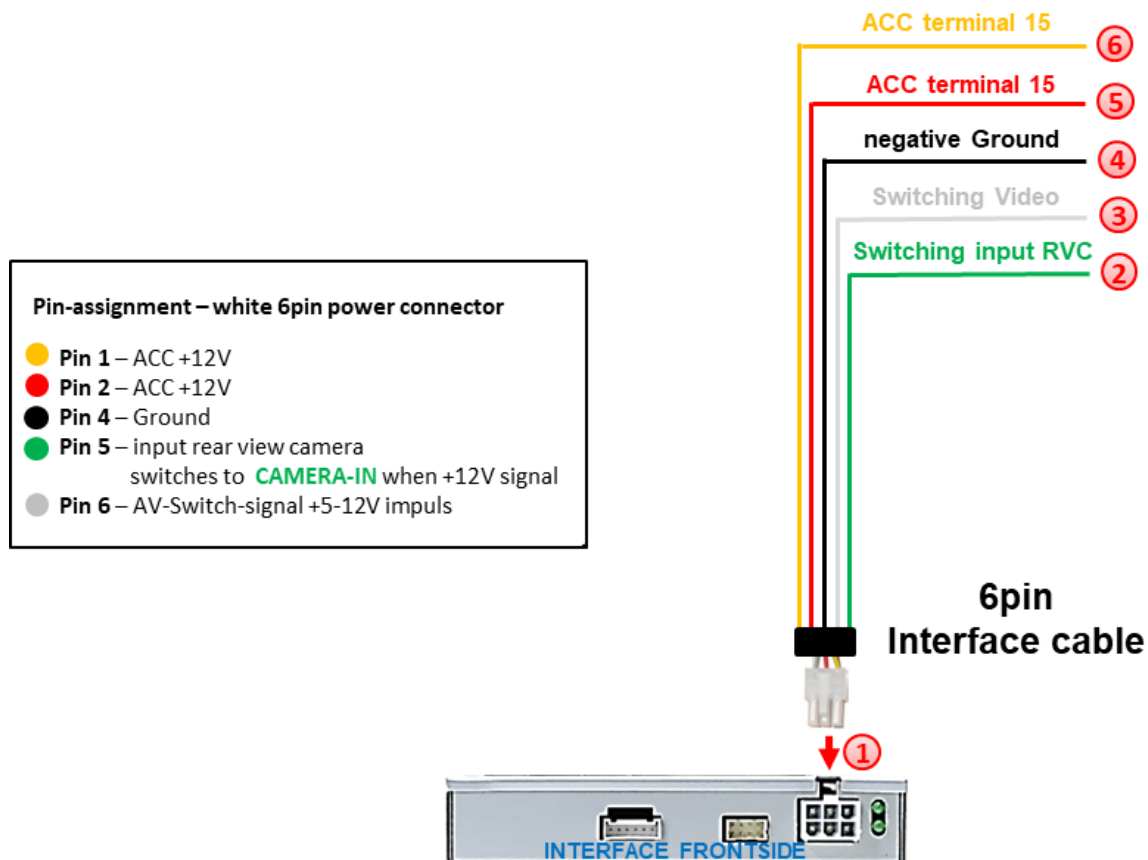 ACC terminal 15
6
ACC terminal 15
5
negative Ground
4
Switching Video
3
Switching input RVC
2
Pin-assignment – white 6pin power connector
Pin 1 – ACC +12V
Pin 2 – ACC +12V
Pin 4 – Ground
Pin 5 – input rear view camera
switches to CAMERA-IN when +12V signal
Pin 6 – AV-Switch-signal +5-12V impuls
6pin
Interface cable
1
INTERFACE FRONTSIDE